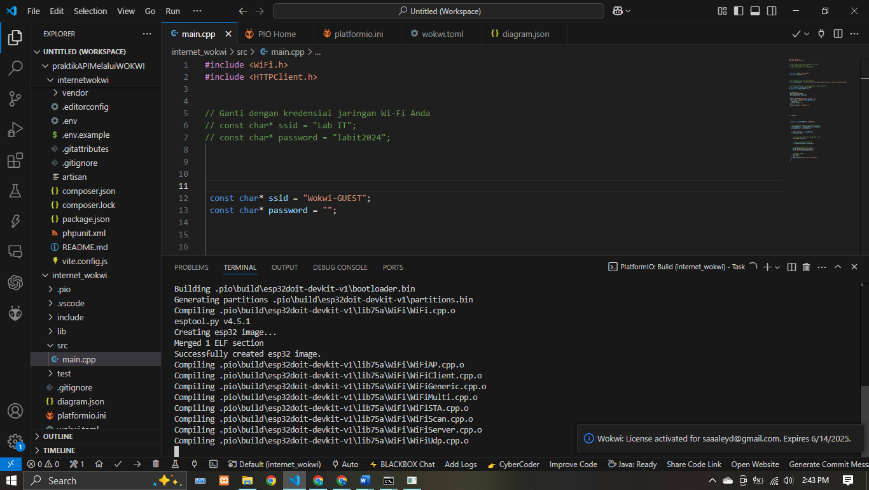 File Edit Selection View Go Run ··· Untitled (Workspace)
EXPLORER ···
main.cpp PIO Home platformio.ini wokwi.toml diagram.json
UNTITLED (WORKSPACE)
internet_wokwi > src > main.cpp > ...
praktikAPIMelaluiWOKWI
internetwokwi
vendor
.editorconfig
.env
.env.example
.gitattributes
.gitignore
artisan
composer.json
composer.lock
package.json
phpunit.xml
README.md
vite.config.js
internet_wokwi
.pio
.vscode
include
lib
src
main.cpp
test
.gitignore
diagram.json
platformio.ini
wokwi.toml
OUTLINE
TIMELINE
1 #include <WiFi.h>
2 #include <HTTPClient.h>
3
4
5 // Ganti dengan kredensial jaringan Wi-Fi Anda
6 // const char* ssid = "Lab IT";
7 // const char* password = "labit2024";
8
9
10
11
12 const char* ssid = "Wokwi-GUEST";
13 const char* password = "";
14
15
16
PROBLEMS TERMINAL OUTPUT DEBUG CONSOLE PORTS PlatformIO: Build (internet_wokwi) - Task
Building .pio\build\esp32doit-devkit-v1\bootloader.bin
Generating partitions .pio\build\esp32doit-devkit-v1\partitions.bin
Compiling .pio\build\esp32doit-devkit-v1\lib75a\WiFi\WiFi.cpp.o
esptool.py v4.5.1
Creating esp32 image...
Merged 1 ELF section
Successfully created esp32 image.
Compiling .pio\build\esp32doit-devkit-v1\lib75a\WiFi\WiFiAP.cpp.o
Compiling .pio\build\esp32doit-devkit-v1\lib75a\WiFi\WiFiClient.cpp.o
Compiling .pio\build\esp32doit-devkit-v1\lib75a\WiFi\WiFiGeneric.cpp.o
Compiling .pio\build\esp32doit-devkit-v1\lib75a\WiFi\WiFiMulti.cpp.o
Compiling .pio\build\esp32doit-devkit-v1\lib75a\WiFi\WiFiSTA.cpp.o
Compiling .pio\build\esp32doit-devkit-v1\lib75a\WiFi\WiFiScan.cpp.o
Compiling .pio\build\esp32doit-devkit-v1\lib75a\WiFi\WiFiServer.cpp.o
Compiling .pio\build\esp32doit-devkit-v1\lib75a\WiFi\WiFiUdp.cpp.o
Wokwi: License activated for saaaleyd@gmail.com. Expires 6/14/2025.
0 0 1 Default (internet_wokwi) Auto BLACKBOX Chat Add Logs CyberCoder Improve Code Java: Ready Share Code Link Open Website Generate Commit Mess
Search 2:43 PM